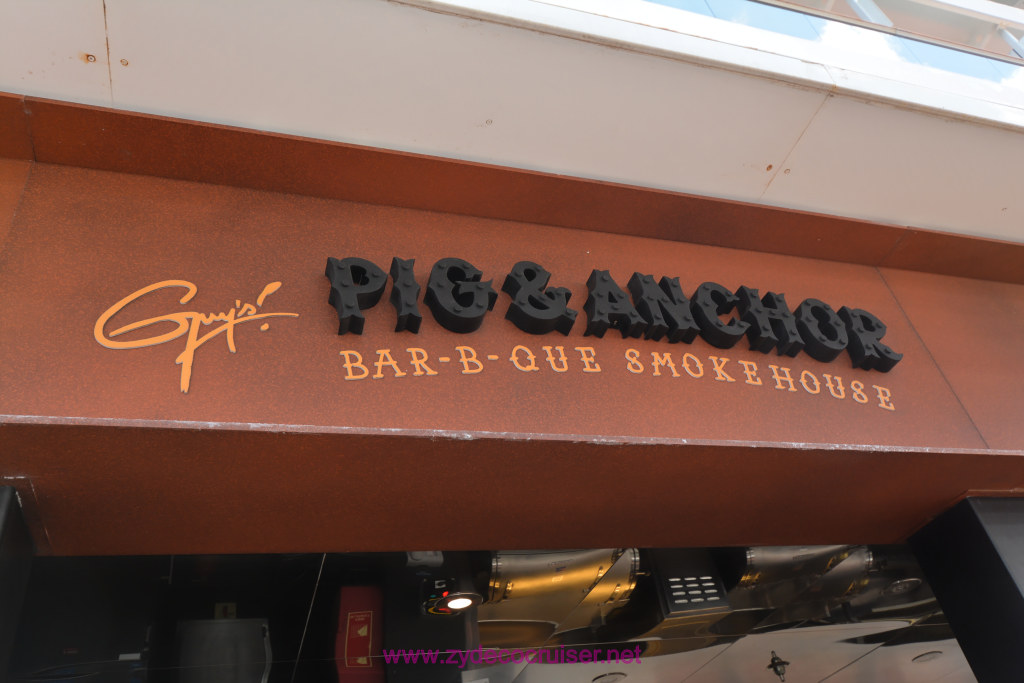 Guy's!
PIG & ANCHOR
BAR-B-QUE SMOKEHOUSE
www.zydecocruiser.net